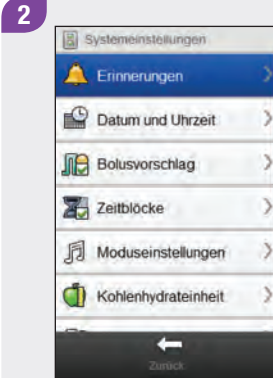 2
Systemeinstellungen
Erinnerungen
Datum und Uhrzeit
Bolusvorschlag
Zeitblöcke
Moduseinstellungen
Kohlenhydrateinheit
Zurück